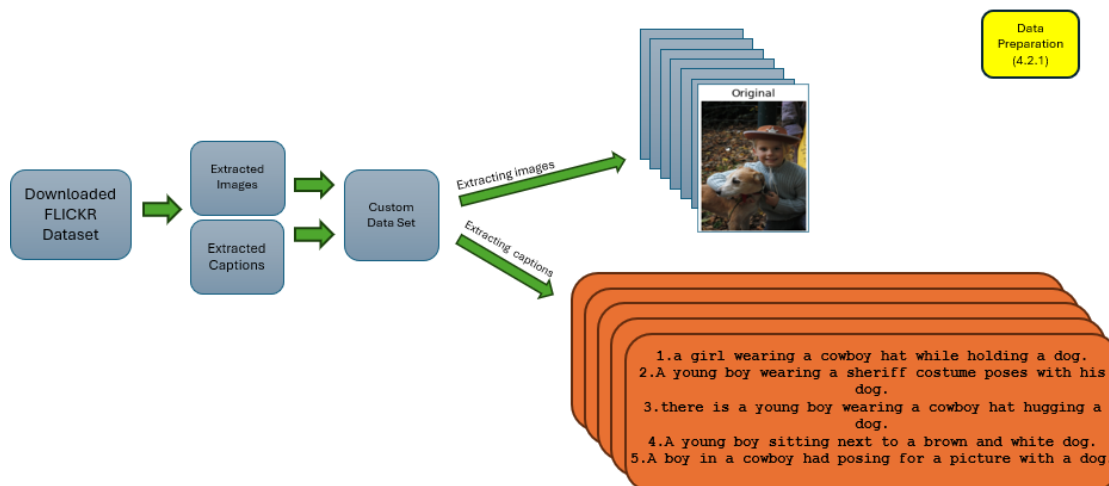 Data
Preparation
(4.2.1)
Original
Extracted
Images
Extracting images
Downloaded
FLICKR
Dataset
Custom
Data Set
Extracted
Captions
Extracting captions
1.a girl wearing a cowboy hat while holding a dog.
2.A young boy wearing a sheriff costume poses with his
dog.
3.there is a young boy wearing a cowboy hat hugging a
dog.
4.A young boy sitting next to a brown and white dog.
5.A boy in a cowboy had posing for a picture with a dog